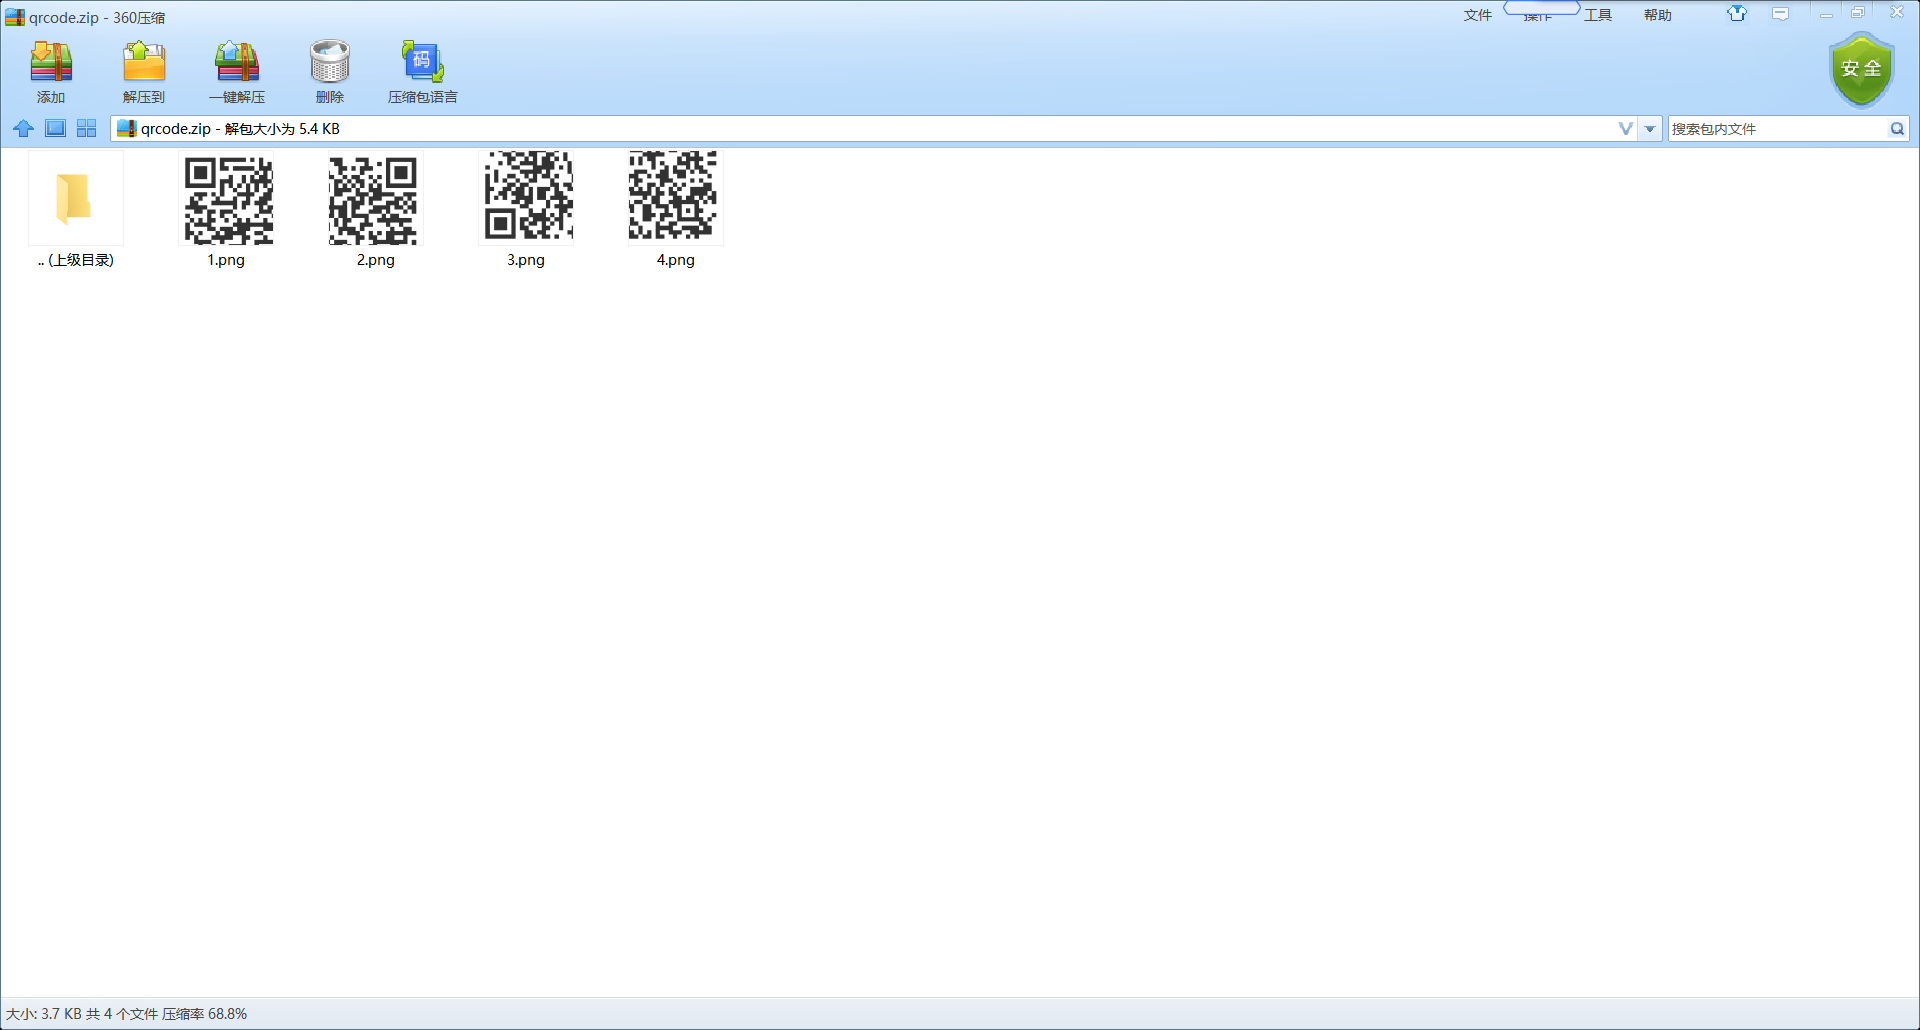 qrcode.zip - 360压缩
文件
操作
工具
帮助
添加
解压到
一键解压
删除
码
压缩包语言
安全
qrcode.zip - 解包大小为 5.4 KB
搜索包内文件
.. (上级目录)
1.png
2.png
3.png
4.png
大小: 3.7 KB 共 4 个文件 压缩率 68.8%